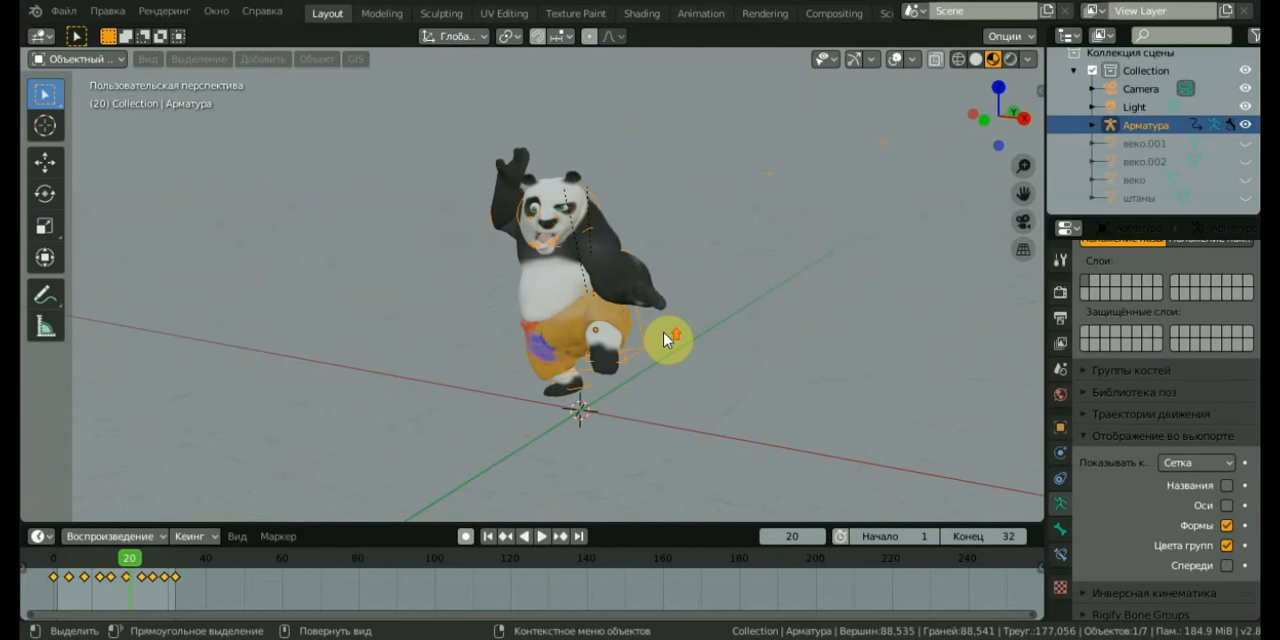 Файл Правка Рендеринг Окно Справка Layout Modeling Sculpting UV Editing Texture Paint Shading Animation Rendering Compositing Sc Scene View Layer
Глоба.. Опции
Объектный .. Вид Выделение Добавить Объект GIS
Пользовательская перспектива
(20) Collection | Арматура
Z
Y
X
Коллекция сцены
Collection
Camera
Light
Арматура
веко.001
веко.002
веко
штаны
Слои:
Защищённые слои:
Группы костей
Библиотека поз
Траектории движения
Отображение во вьюпорте
Показывать к.. Сетка
Названия
Оси
Формы
Цвета групп
Спереди
Инверсная кинематика
Rigify Bone Groups
Воспроизведение Кеинг Вид Маркер 20 Начало 1 Конец 32
0 20 40 60 80 100 120 140 160 180 200 220 240
Выделить Прямоугольное выделение Повернуть вид Контекстное меню объектов Collection | Арматура | Вершин:88,535 | Граней:88,541 | Треуг.:177,056 | Объекты:1/7 | Пам.: 184.9 MiB | v2.8